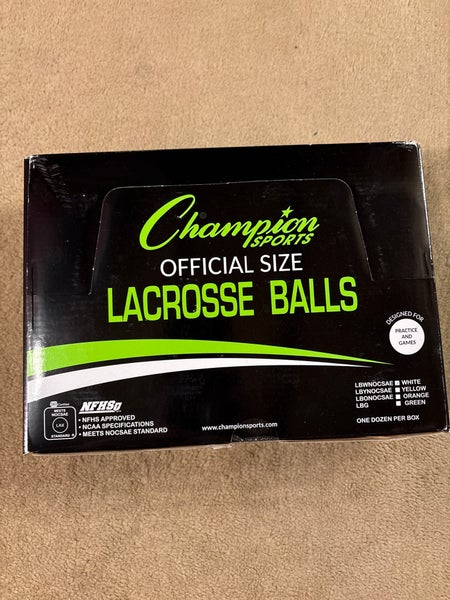 Champion
SPORTS
OFFICIAL SIZE
LACROSSE BALLS
DESIGNED FOR
PRACTICE
AND
GAMES
LBWNOCSAE WHITE
LBYNOCSAE YELLOW
LBONOCSAE ORANGE
LBG GREEN
ONE DOZEN PER BOX
MEETS
NOCSAE
LAX
STANDARD
NFHS
• NFHS APPROVED
• NCAA SPECIFICATIONS
• MEETS NOCSAE STANDARD
www.championsports.com